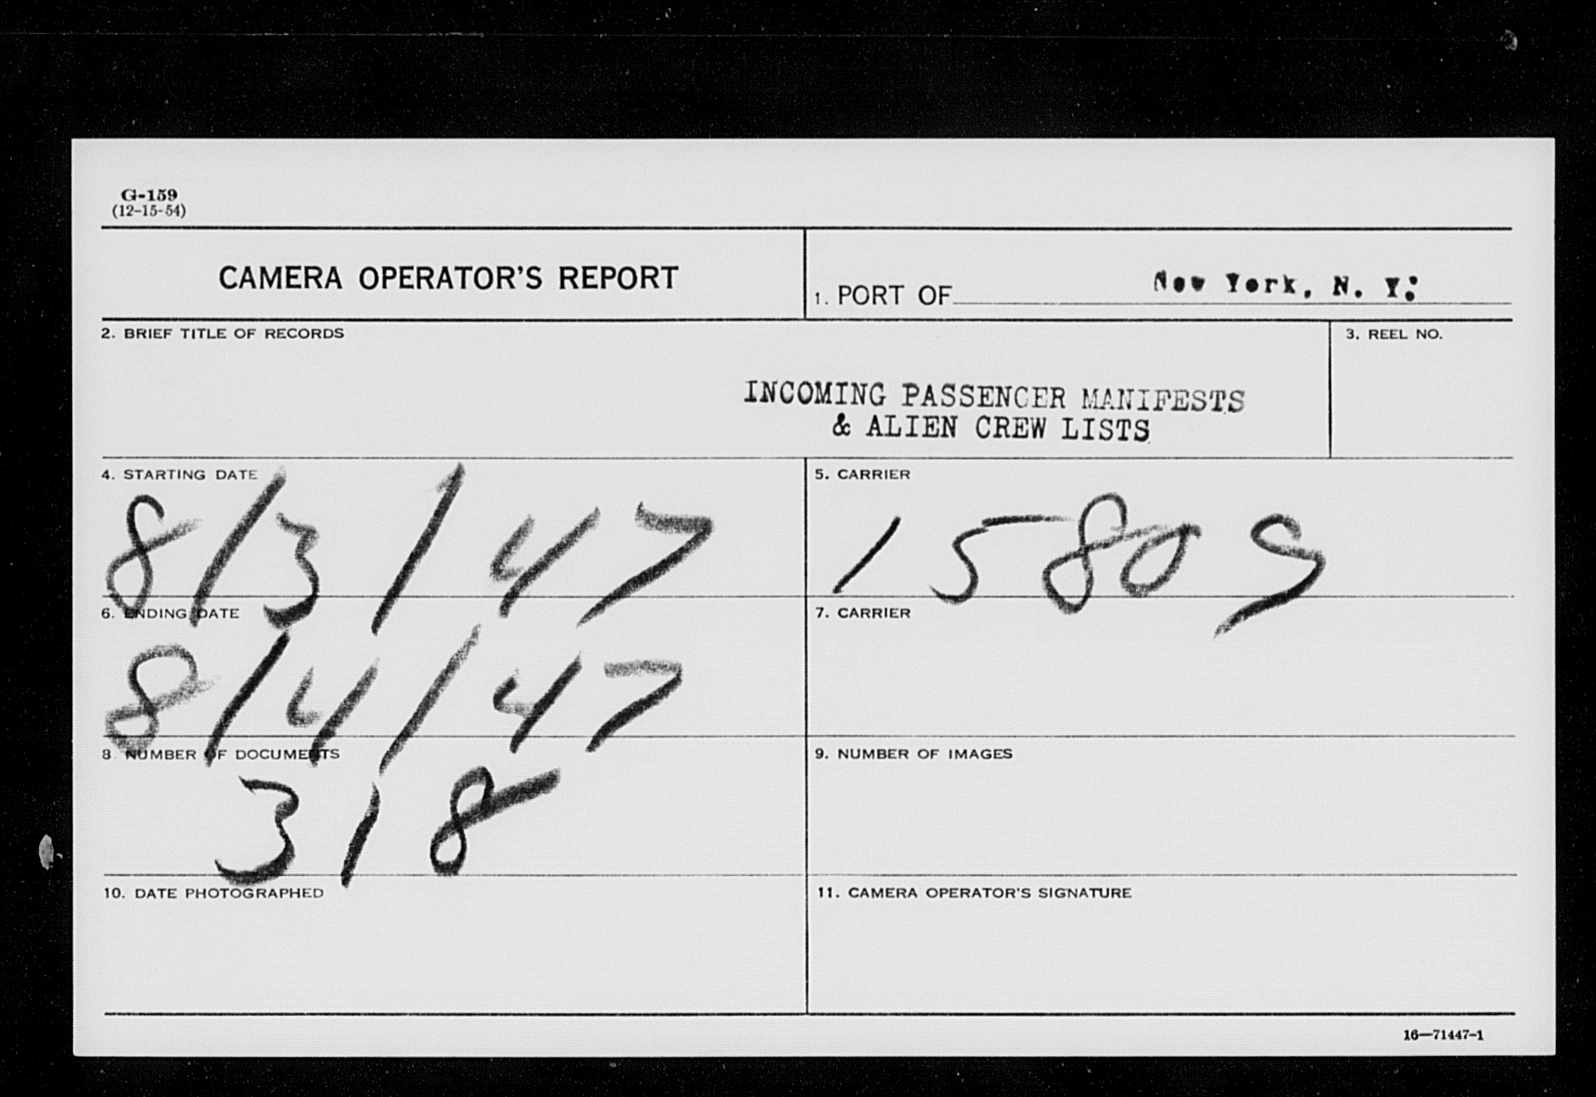 G-159
(12-15-54)
CAMERA OPERATOR'S REPORT
1. PORT OF New York, N. Y.
2. BRIEF TITLE OF RECORDS
3. REEL NO.
INCOMING PASSENGER MANIFESTS
& ALIEN CREW LISTS
4. STARTING DATE
8/3/47
5. CARRIER
15809
6. ENDING DATE
8/4/47
7. CARRIER
8 NUMBER OF DOCUMENTS
318
9. NUMBER OF IMAGES
10. DATE PHOTOGRAPHED
11. CAMERA OPERATOR'S SIGNATURE
16—71447-1